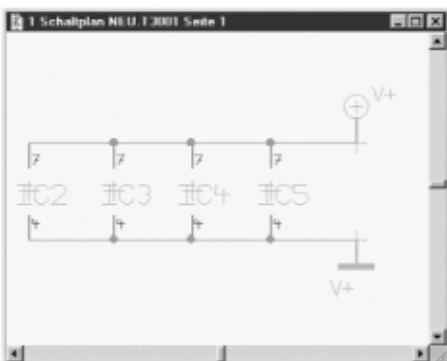 1 Schaltplan NEU.T3001 Seite 1
V+
7 7 7 7
IC2 IC3 IC4 IC5
4 4 4 4
V+